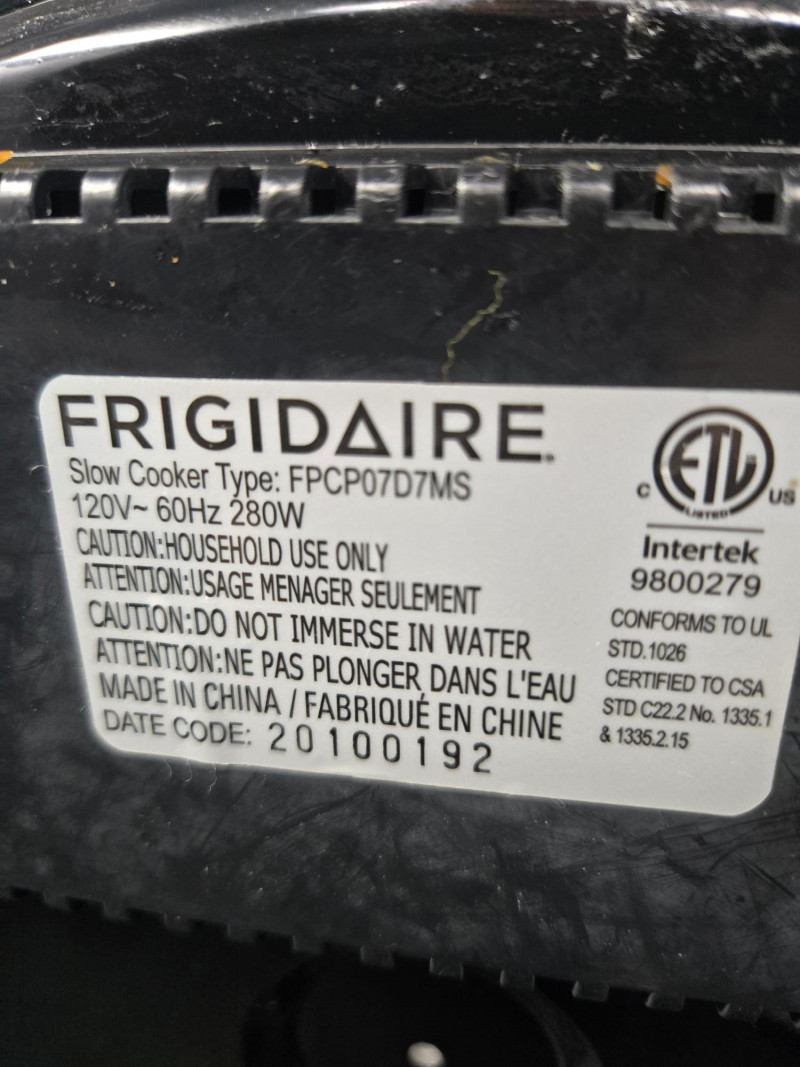 FRIGIDAIRE
Slow Cooker Type: FPCP07D7MS
120V~ 60Hz 280W
CAUTION:HOUSEHOLD USE ONLY
ATTENTION:USAGE MENAGER SEULEMENT
CAUTION:DO NOT IMMERSE IN WATER
ATTENTION:NE PAS PLONGER DANS L'EAU
MADE IN CHINA / FABRIQUÉ EN CHINE
DATE CODE: 20100192
ETL
C US
LISTED
Intertek
9800279
CONFORMS TO UL
STD.1026
CERTIFIED TO CSA
STD C22.2 No. 1335.1
& 1335.2.15